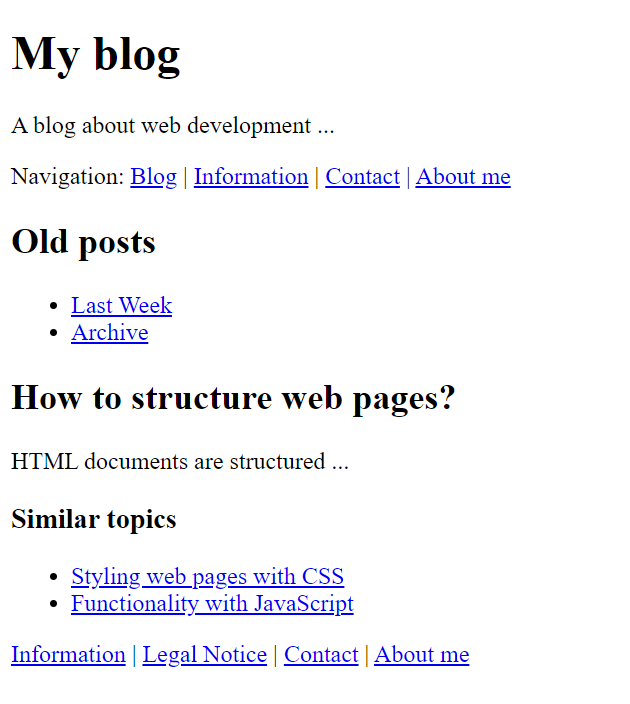 My blog
A blog about web development ...
Navigation: Blog | Information | Contact | About me
Old posts
• Last Week
• Archive
How to structure web pages?
HTML documents are structured ...
Similar topics
• Styling web pages with CSS
• Functionality with JavaScript
Information | Legal Notice | Contact | About me